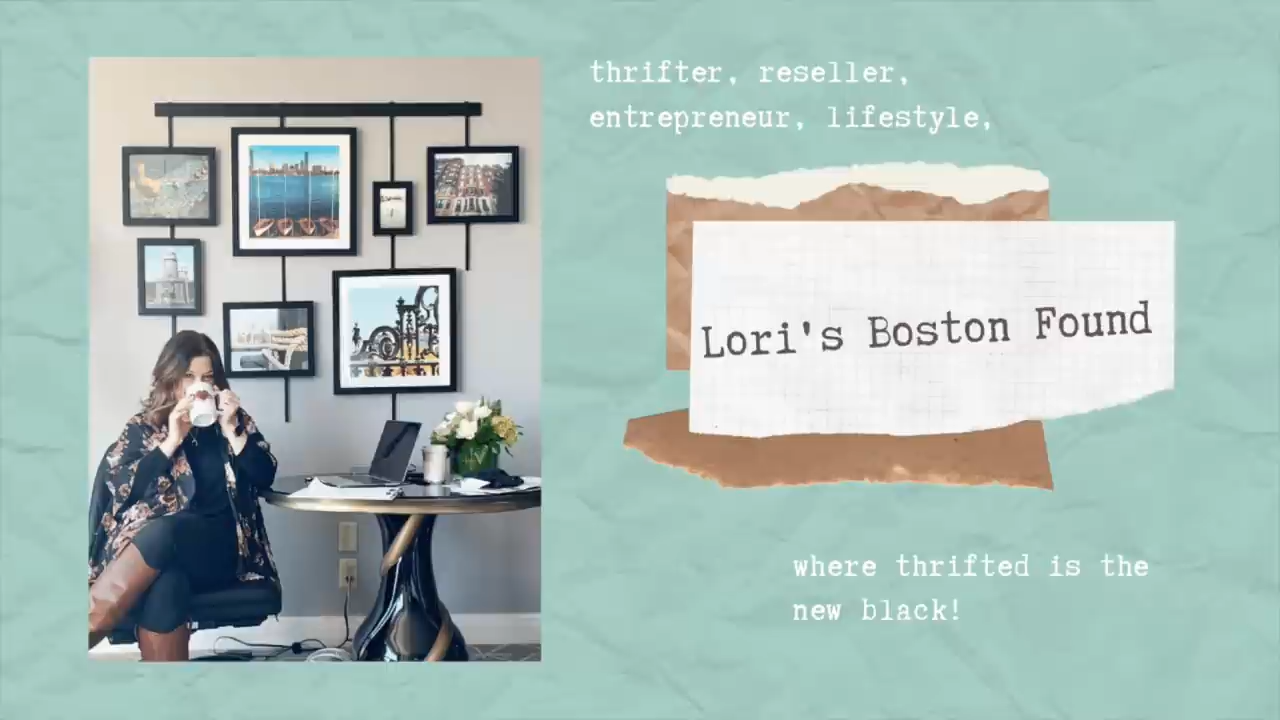 thrifter, reseller,
entrepreneur, lifestyle,
Lori's Boston Found
where thrifted is the
new black!